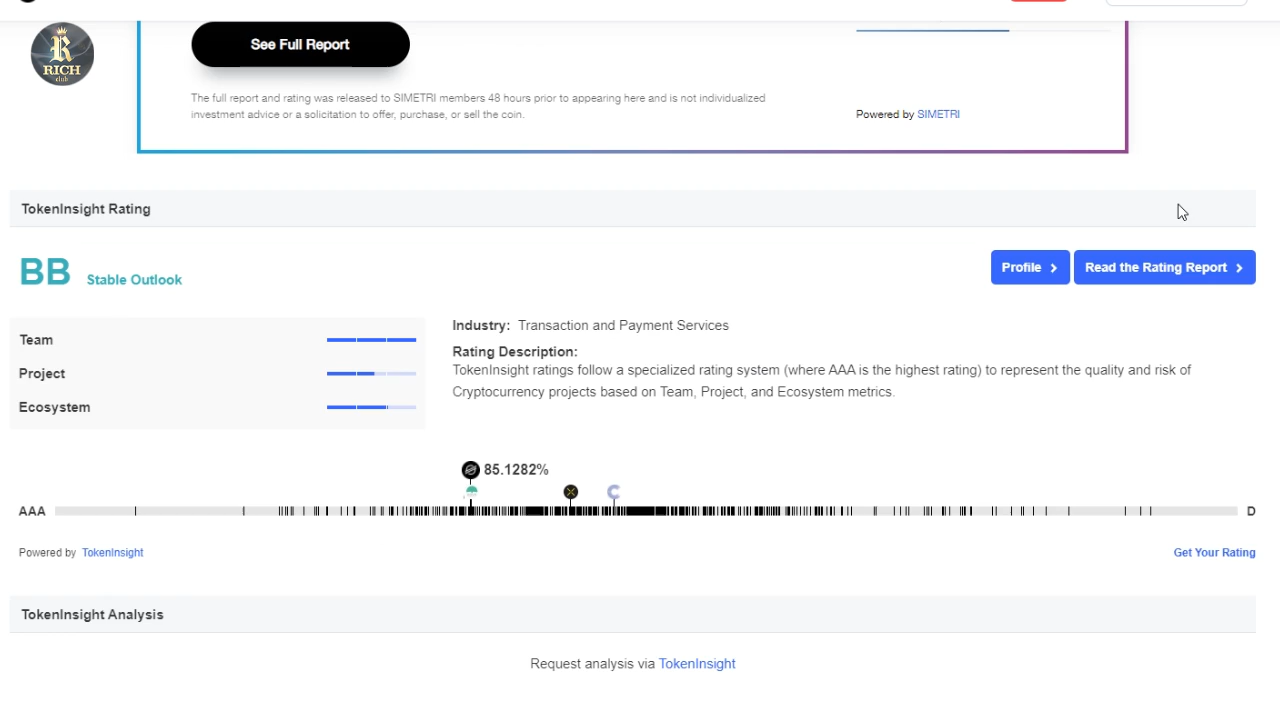 See Full Report
R
RICH
club
The full report and rating was released to SIMETRI members 48 hours prior to appearing here and is not individualized
investment advice or a solicitation to offer, purchase, or sell the coin.
Powered by SIMETRI
TokenInsight Rating
BB Stable Outlook
Profile
Read the Rating Report
Team
Project
Ecosystem
Industry: Transaction and Payment Services
Rating Description:
TokenInsight ratings follow a specialized rating system (where AAA is the highest rating) to represent the quality and risk of
Cryptocurrency projects based on Team, Project, and Ecosystem metrics.
85.1282%
AAA
D
Powered by TokenInsight
Get Your Rating
TokenInsight Analysis
Request analysis via TokenInsight